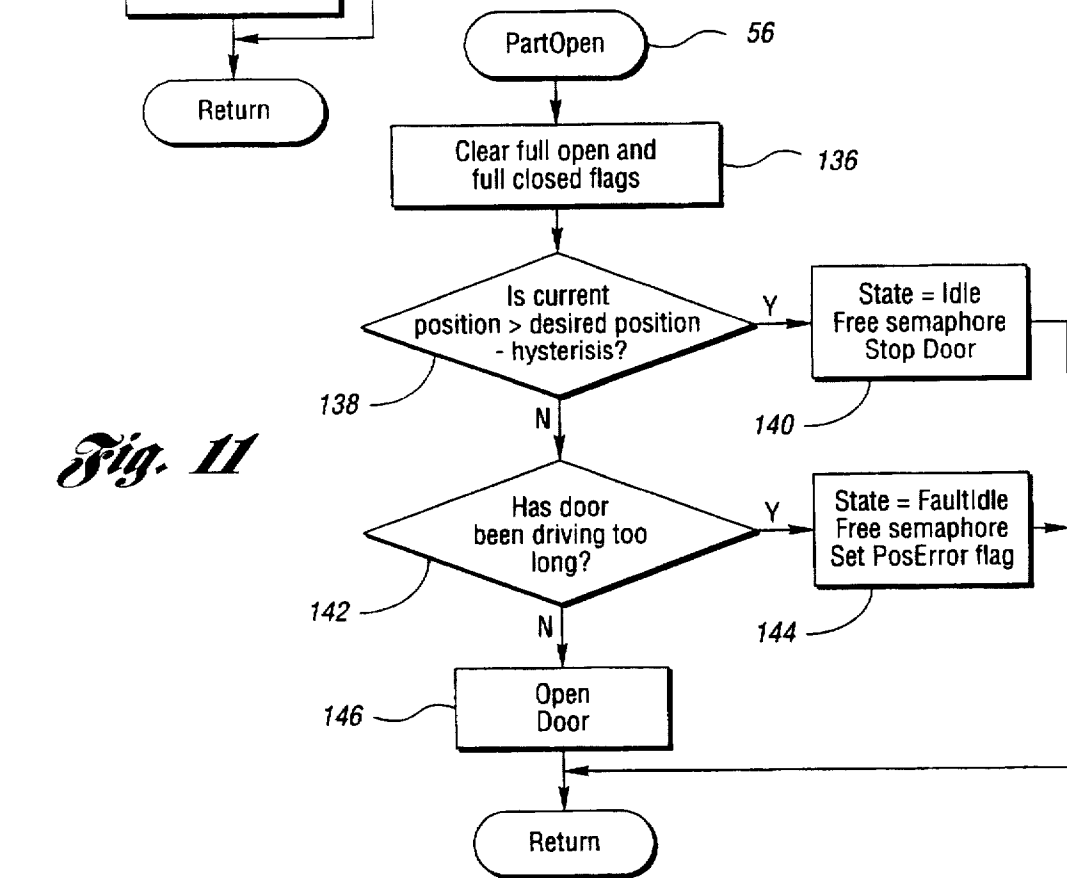 Return
PartOpen
56
Clear full open and
full closed flags
136
Is current
position > desired position
- hysterisis?
138
Y
State = Idle
Free semaphore
Stop Door
140
N
Fig. 11
Has door
been driving too
long?
142
Y
State = FaultIdle
Free semaphore
Set PosError flag
144
N
Open
Door
146
Return